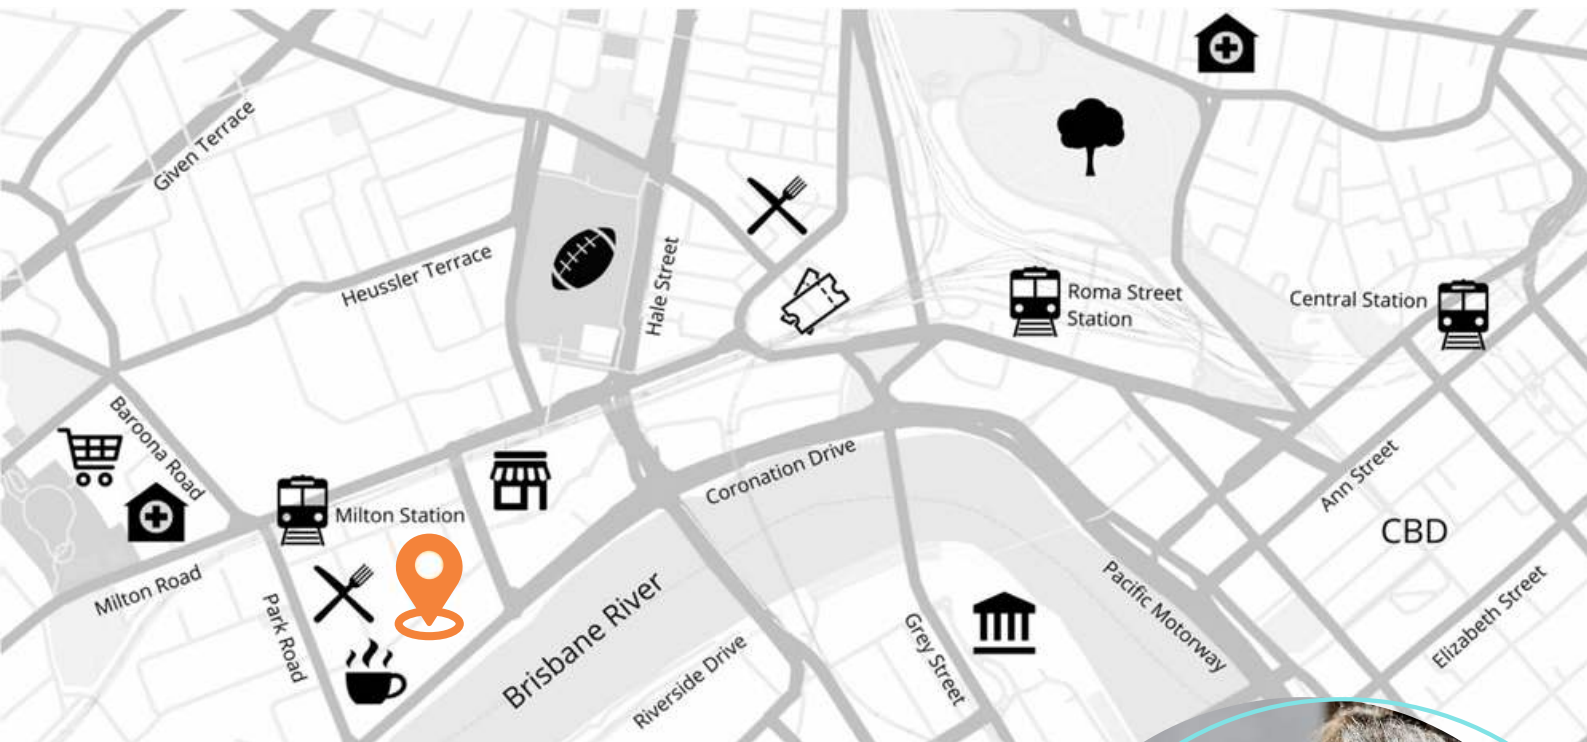 Given Terrace
Heussler Terrace
Hale Street
Roma Street
Station
Central Station
Baroona Road
Milton Station
Milton Road
Park Road
Coronation Drive
Brisbane River
Riverside Drive
Grey Street
Pacific Motorway
Ann Street
CBD
Elizabeth Street